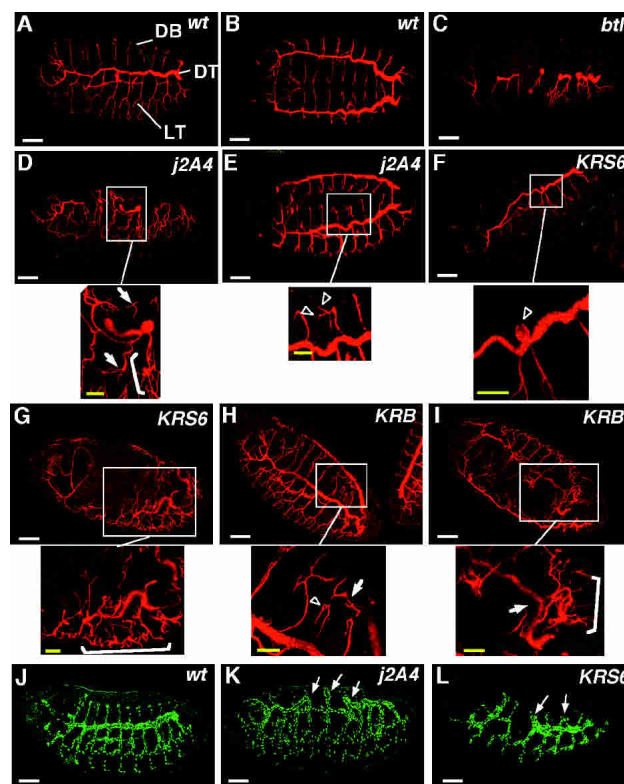 A wt
DB
DT
LT
B wt
C btl
D j2A4
E j2A4
F KRS6
G KRS6
H KRB
I KRB
J wt
K j2A4
L KRS6